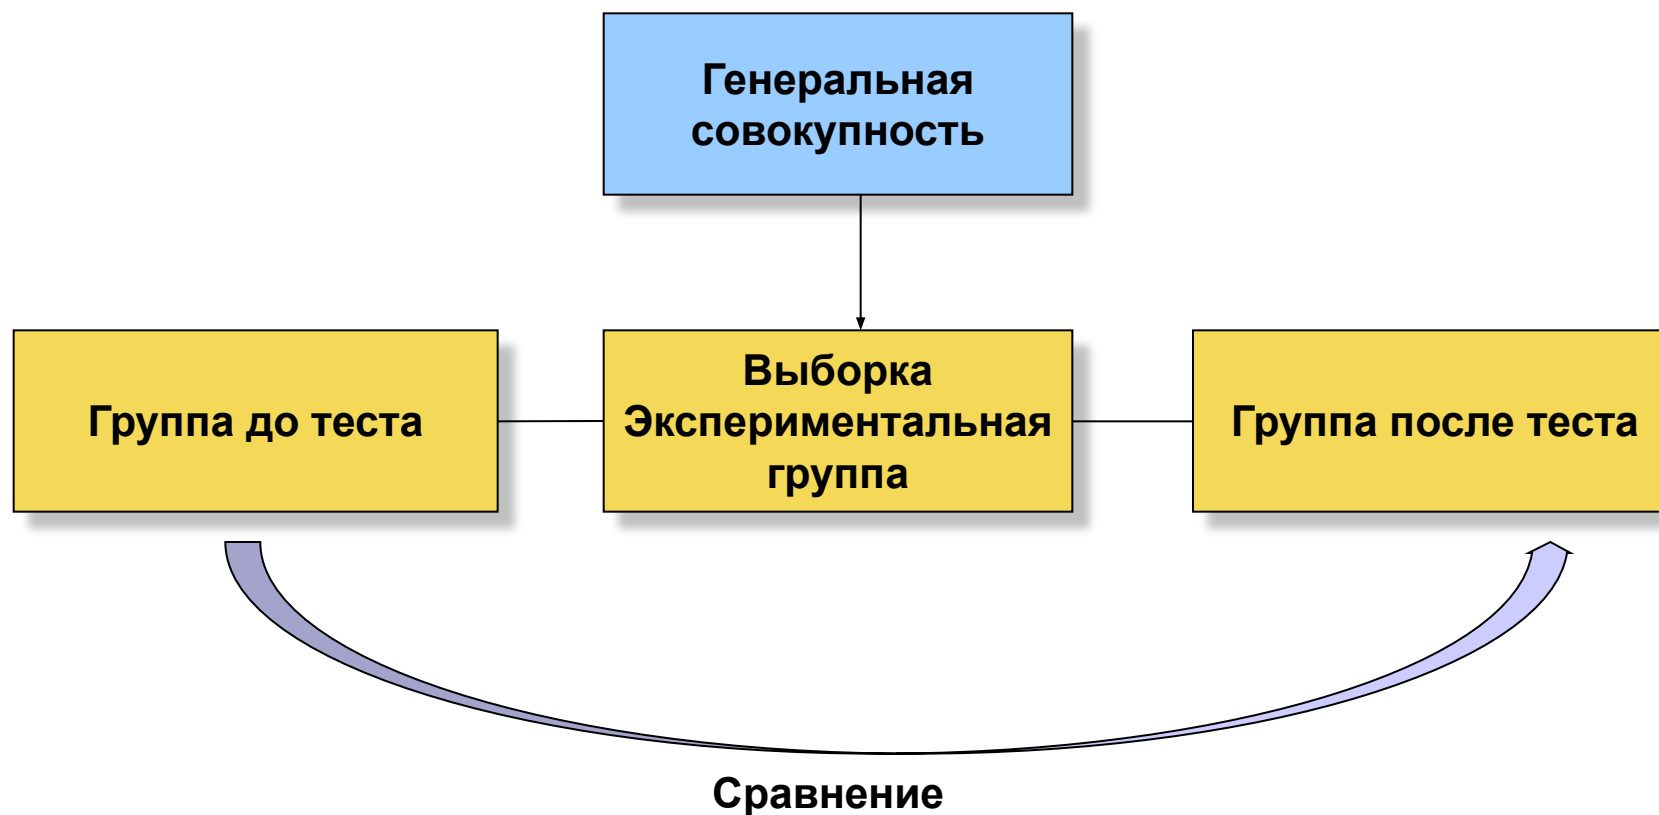 Генеральная
совокупность
Группа до теста
Выборка
Экспериментальная
группа
Группа после теста
Сравнение